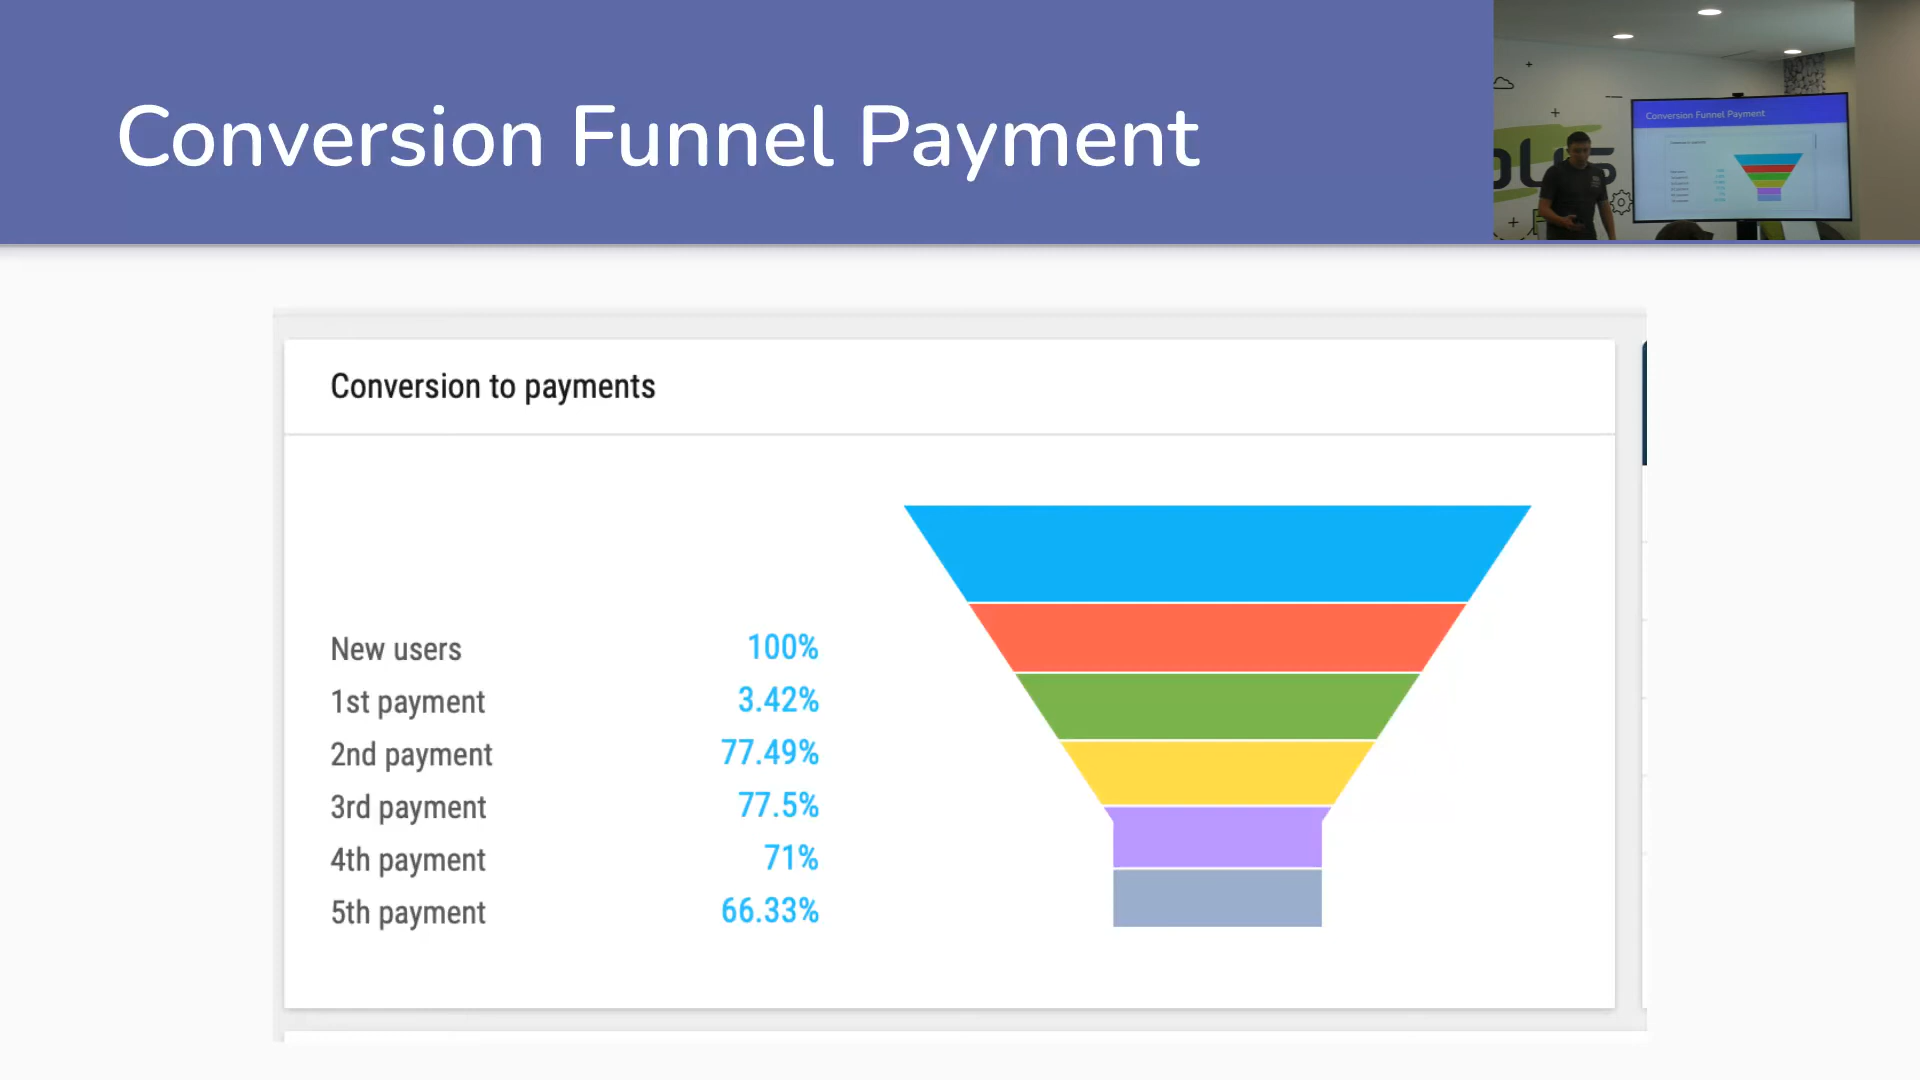 Conversion Funnel Payment
Conversion Funnel Payment
Conversion to payments
New users 100%
1st payment 3.42%
2nd payment 77.49%
3rd payment 77.5%
4th payment 71%
5th payment 66.33%